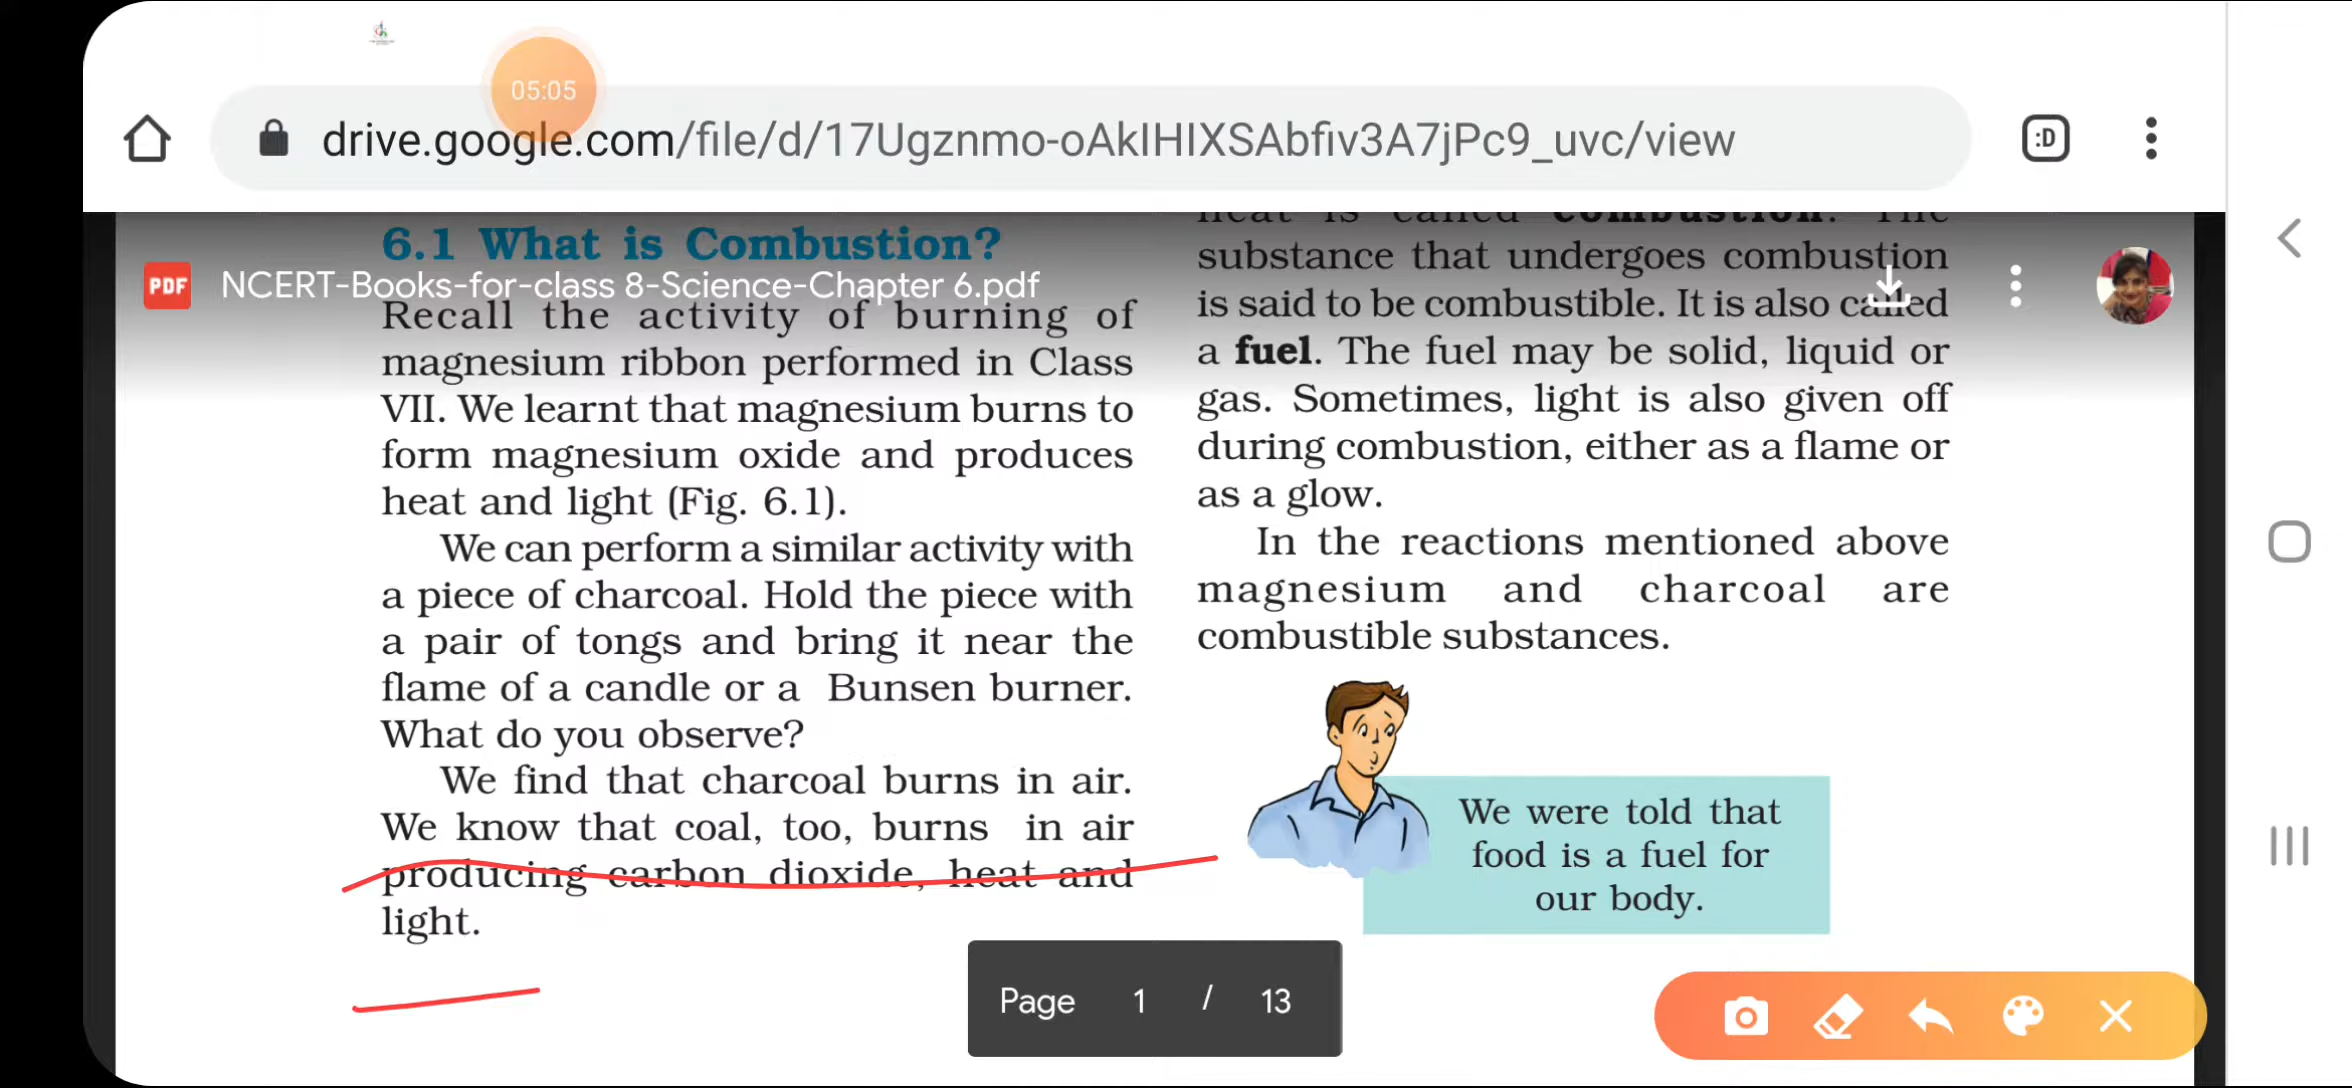 05:05
drive.google.com/file/d/17Ugznmo-oAkIHIXSAbfiv3A7jPc9_uvc/view
:D
PDF
NCERT-Books-for-class 8-Science-Chapter 6.pdf
6.1 What is Combustion?
Recall the activity of burning of
magnesium ribbon performed in Class
VII. We learnt that magnesium burns to
form magnesium oxide and produces
heat and light (Fig. 6.1).
We can perform a similar activity with
a piece of charcoal. Hold the piece with
a pair of tongs and bring it near the
flame of a candle or a Bunsen burner.
What do you observe?
We find that charcoal burns in air.
We know that coal, too, burns in air
producing carbon dioxide, heat and
light.
heat is called combustion. The
substance that undergoes combustion
is said to be combustible. It is also called
a fuel. The fuel may be solid, liquid or
gas. Sometimes, light is also given off
during combustion, either as a flame or
as a glow.
In the reactions mentioned above
magnesium and charcoal are
combustible substances.
We were told that
food is a fuel for
our body.
Page 1 / 13